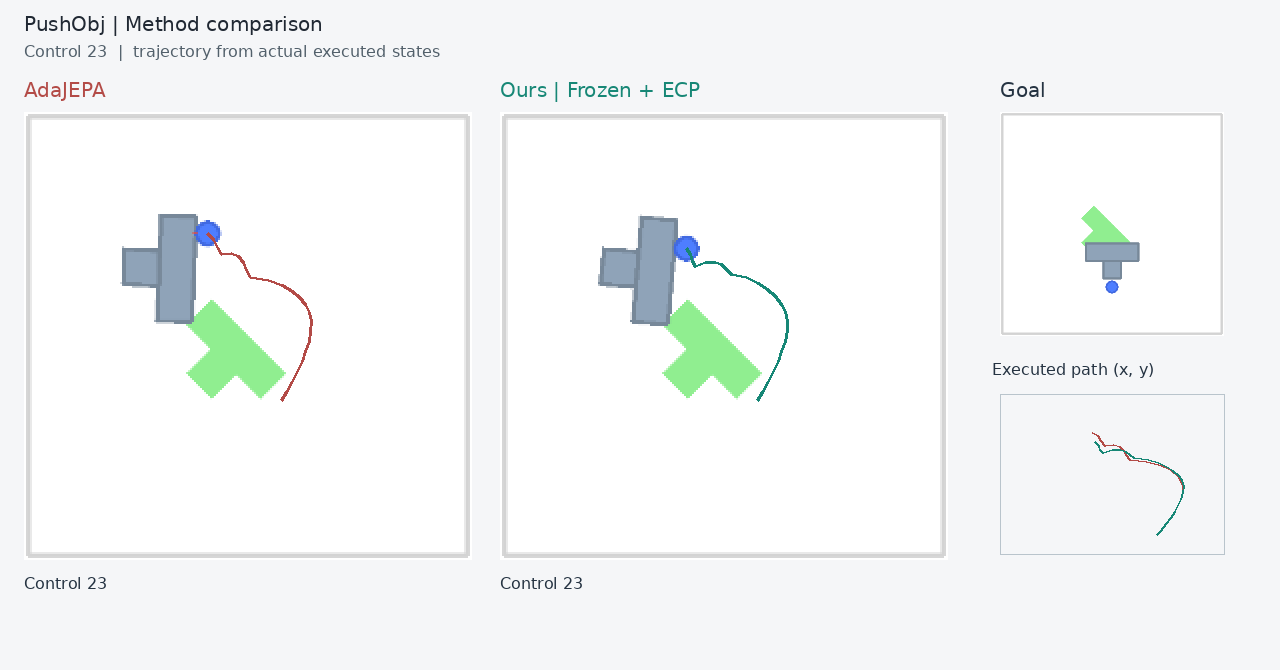 PushObj | Method comparison
Control 23 | trajectory from actual executed states
AdaJEPA
Ours | Frozen + ECP
Goal
Executed path (x, y)
Control 23
Control 23